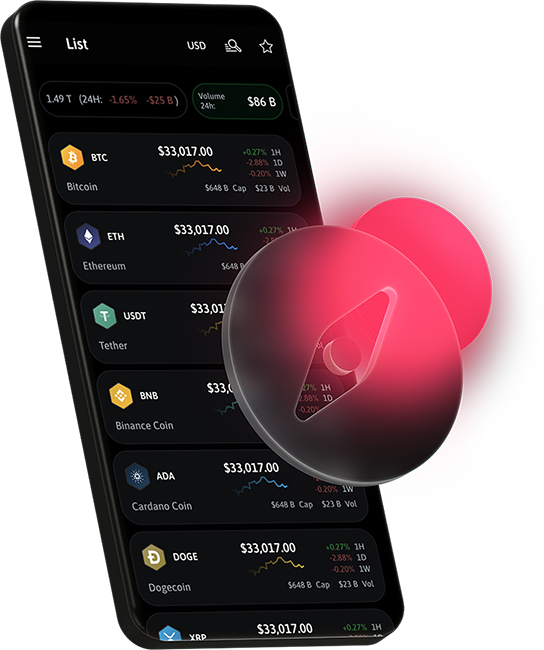 List USD
1.49 T (24H: -1.65% -$25 B )
Volume 24h: $86 B
BTC $33,017.00 +0.27% 1H
-2.88% 1D
-0.20% 1W
Bitcoin $648 B Cap $23 B Vol
ETH $33,017.00 +0.27% 1H
Ethereum $648 B
USDT
Tether
BNB
-0.20%
Binance Coin
ADA $33,017.00
-0.20% 1W
Cardano Coin $648 B Cap $23 B Vol
DOGE $33,017.00 +0.27% 1H
-2.88% 1D
-0.20% 1W
Dogecoin $648 B Cap $23 B Vol
XRP $33,017.00 +0.27% 1H